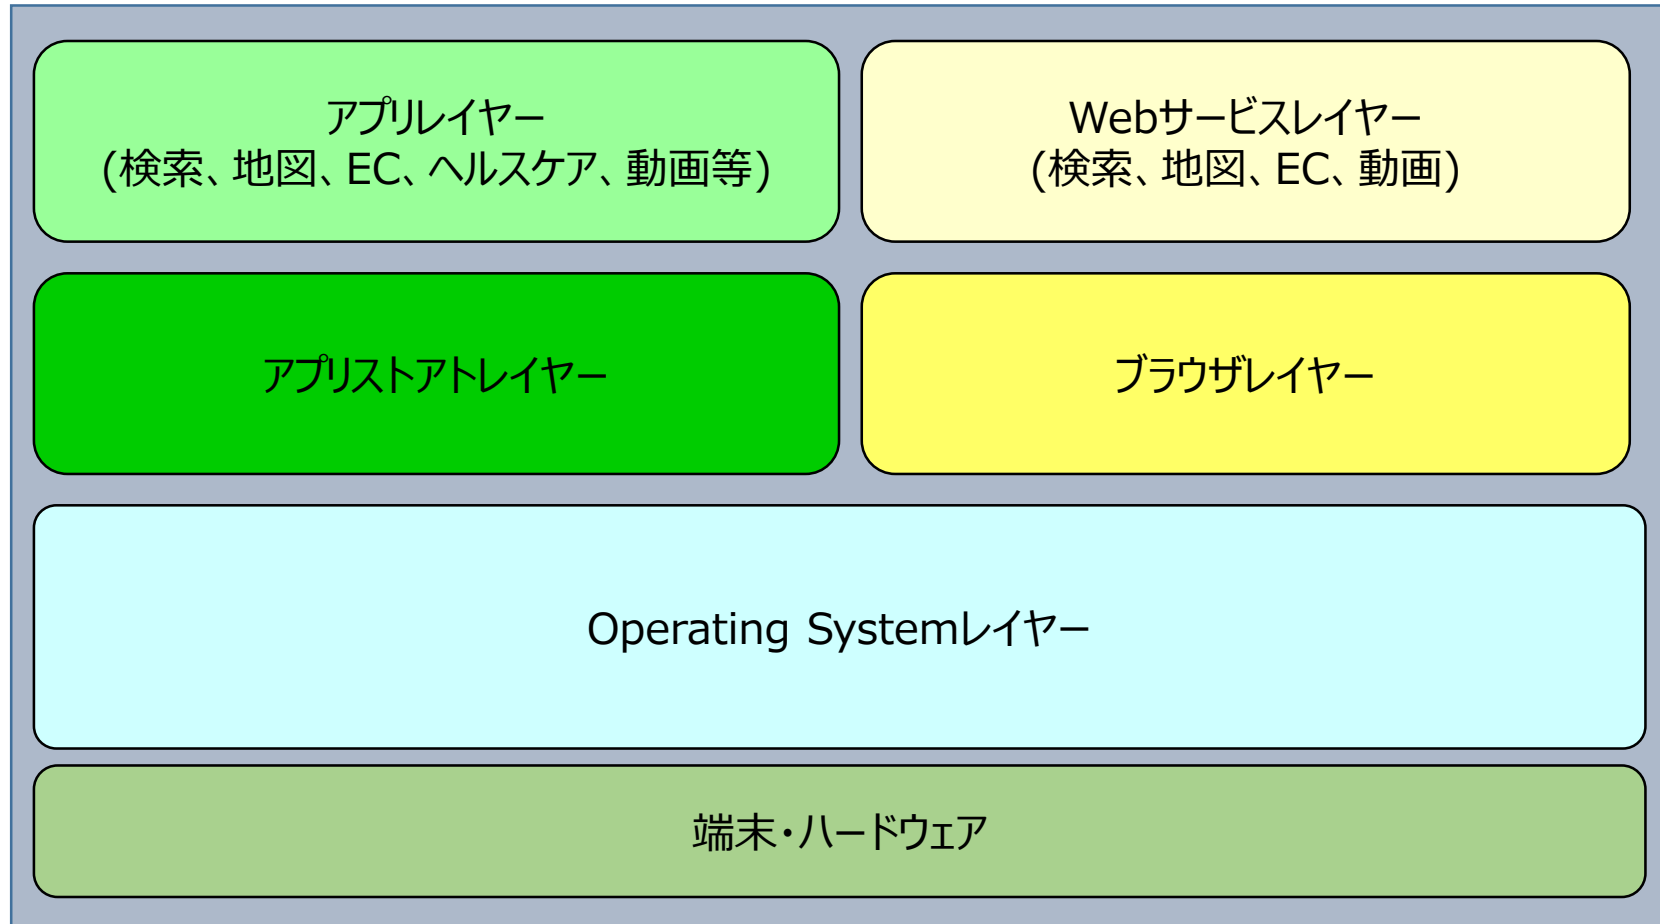 アプリレイヤー
(検索、地図、EC、ヘルスケア、動画等)
Webサービスレイヤー
(検索、地図、EC、動画)
アプリストアトレイヤー
ブラウザレイヤー
Operating Systemレイヤー
端末・ハードウェア